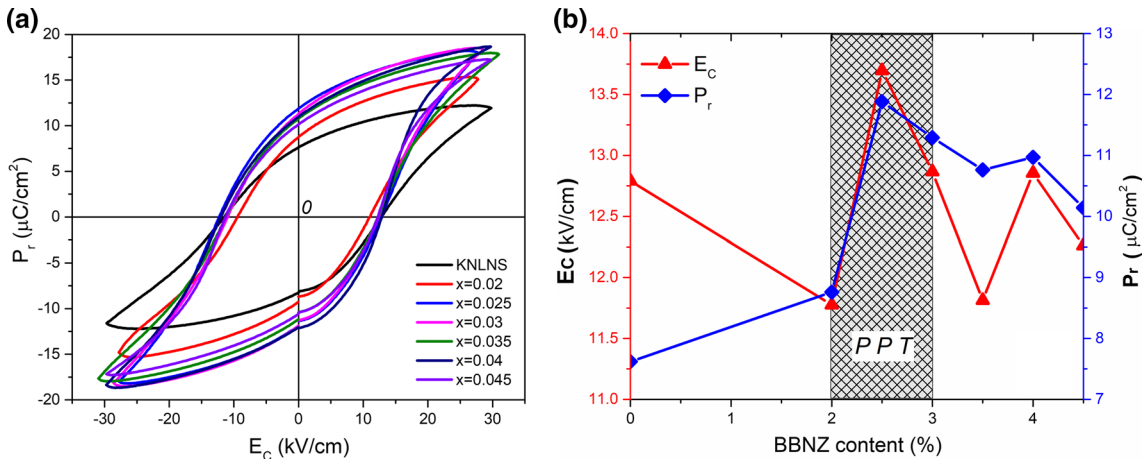 (a)
20
15
10
5
0
-5
-10
-15
-20
P_r (μC/cm²)
0
KNLNS
x=0.02
x=0.025
x=0.03
x=0.035
x=0.04
x=0.045
-30 -20 -10 0 10 20 30
E_C (kV/cm)
(b)
14.0
13.5
13.0
12.5
12.0
11.5
11.0
Ec (kV/cm)
E_C
P_r
PPT
13
12
11
10
9
8
7
Pr (μC/cm²)
0 1 2 3 4
BBNZ content (%)